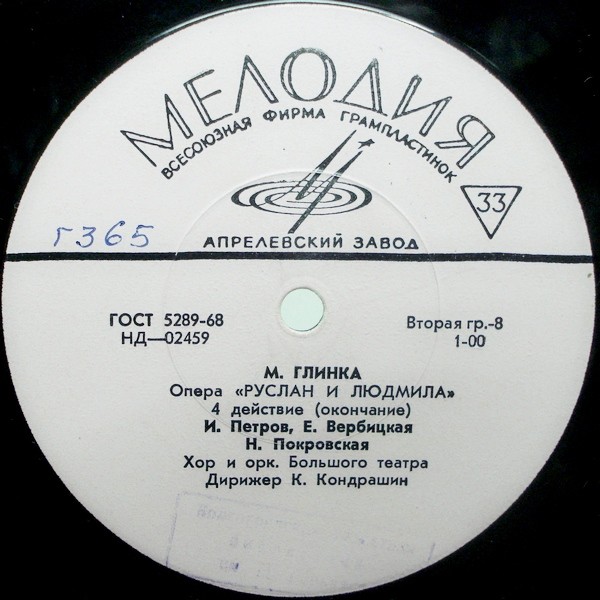 МЕЛОДИЯ
ВСЕСОЮЗНАЯ ФИРМА ГРАМПЛАСТИНОК
33
г365
АПРЕЛЕВСКИЙ ЗАВОД
ГОСТ 5289-68
НД—02459
Вторая гр.-8
1-00
М. ГЛИНКА
Опера «РУСЛАН И ЛЮДМИЛА»
4 действие (окончание)
И. Петров, Е. Вербицкая
Н. Покровская
Хор и орк. Большого театра
Дирижер К. Кондрашин